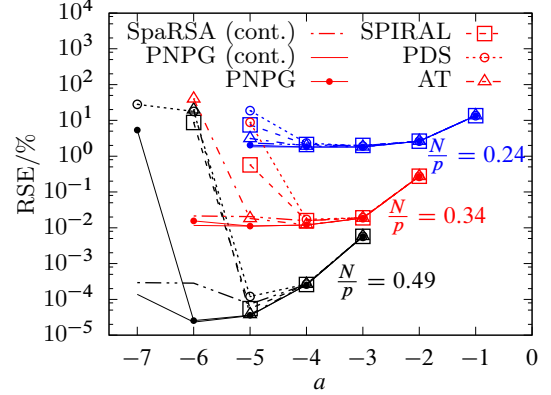 SpaRSA (cont.) SPIRAL
PNPG (cont.) PDS
PNPG AT
RSE/%
10^4
10^3
10^2
10^1
10^0
10^-1
10^-2
10^-3
10^-4
10^-5
N/p = 0.24
N/p = 0.34
N/p = 0.49
−7 −6 −5 −4 −3 −2 −1 0
a